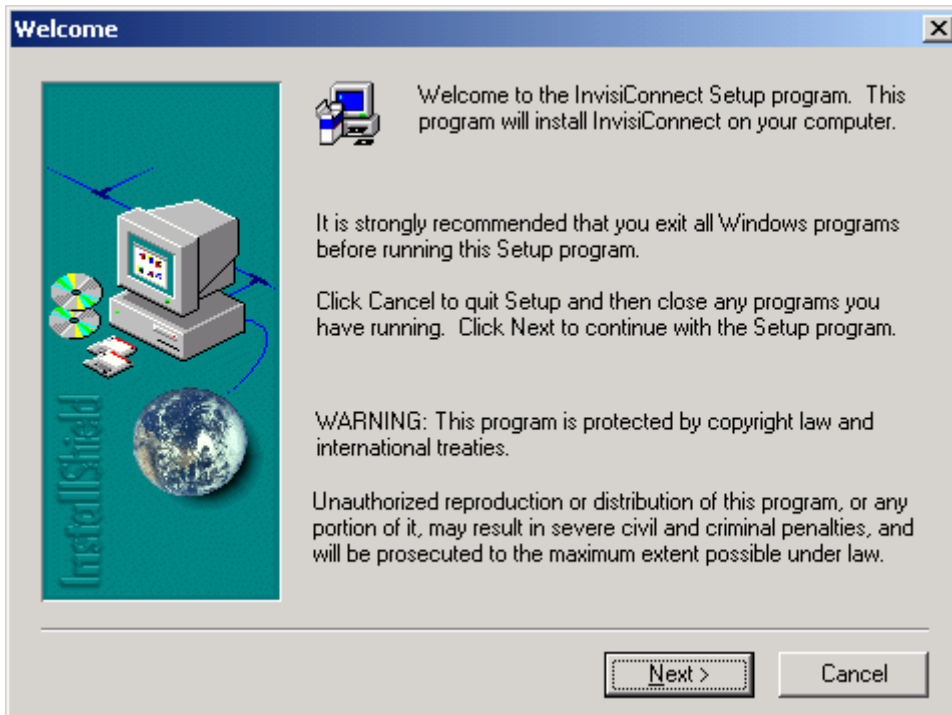 Welcome
Welcome to the InvisiConnect Setup program. This
program will install InvisiConnect on your computer.
It is strongly recommended that you exit all Windows programs
before running this Setup program.
Click Cancel to quit Setup and then close any programs you
have running. Click Next to continue with the Setup program.
WARNING: This program is protected by copyright law and
international treaties.
Unauthorized reproduction or distribution of this program, or any
portion of it, may result in severe civil and criminal penalties, and
will be prosecuted to the maximum extent possible under law.
InstallShield
Next >
Cancel